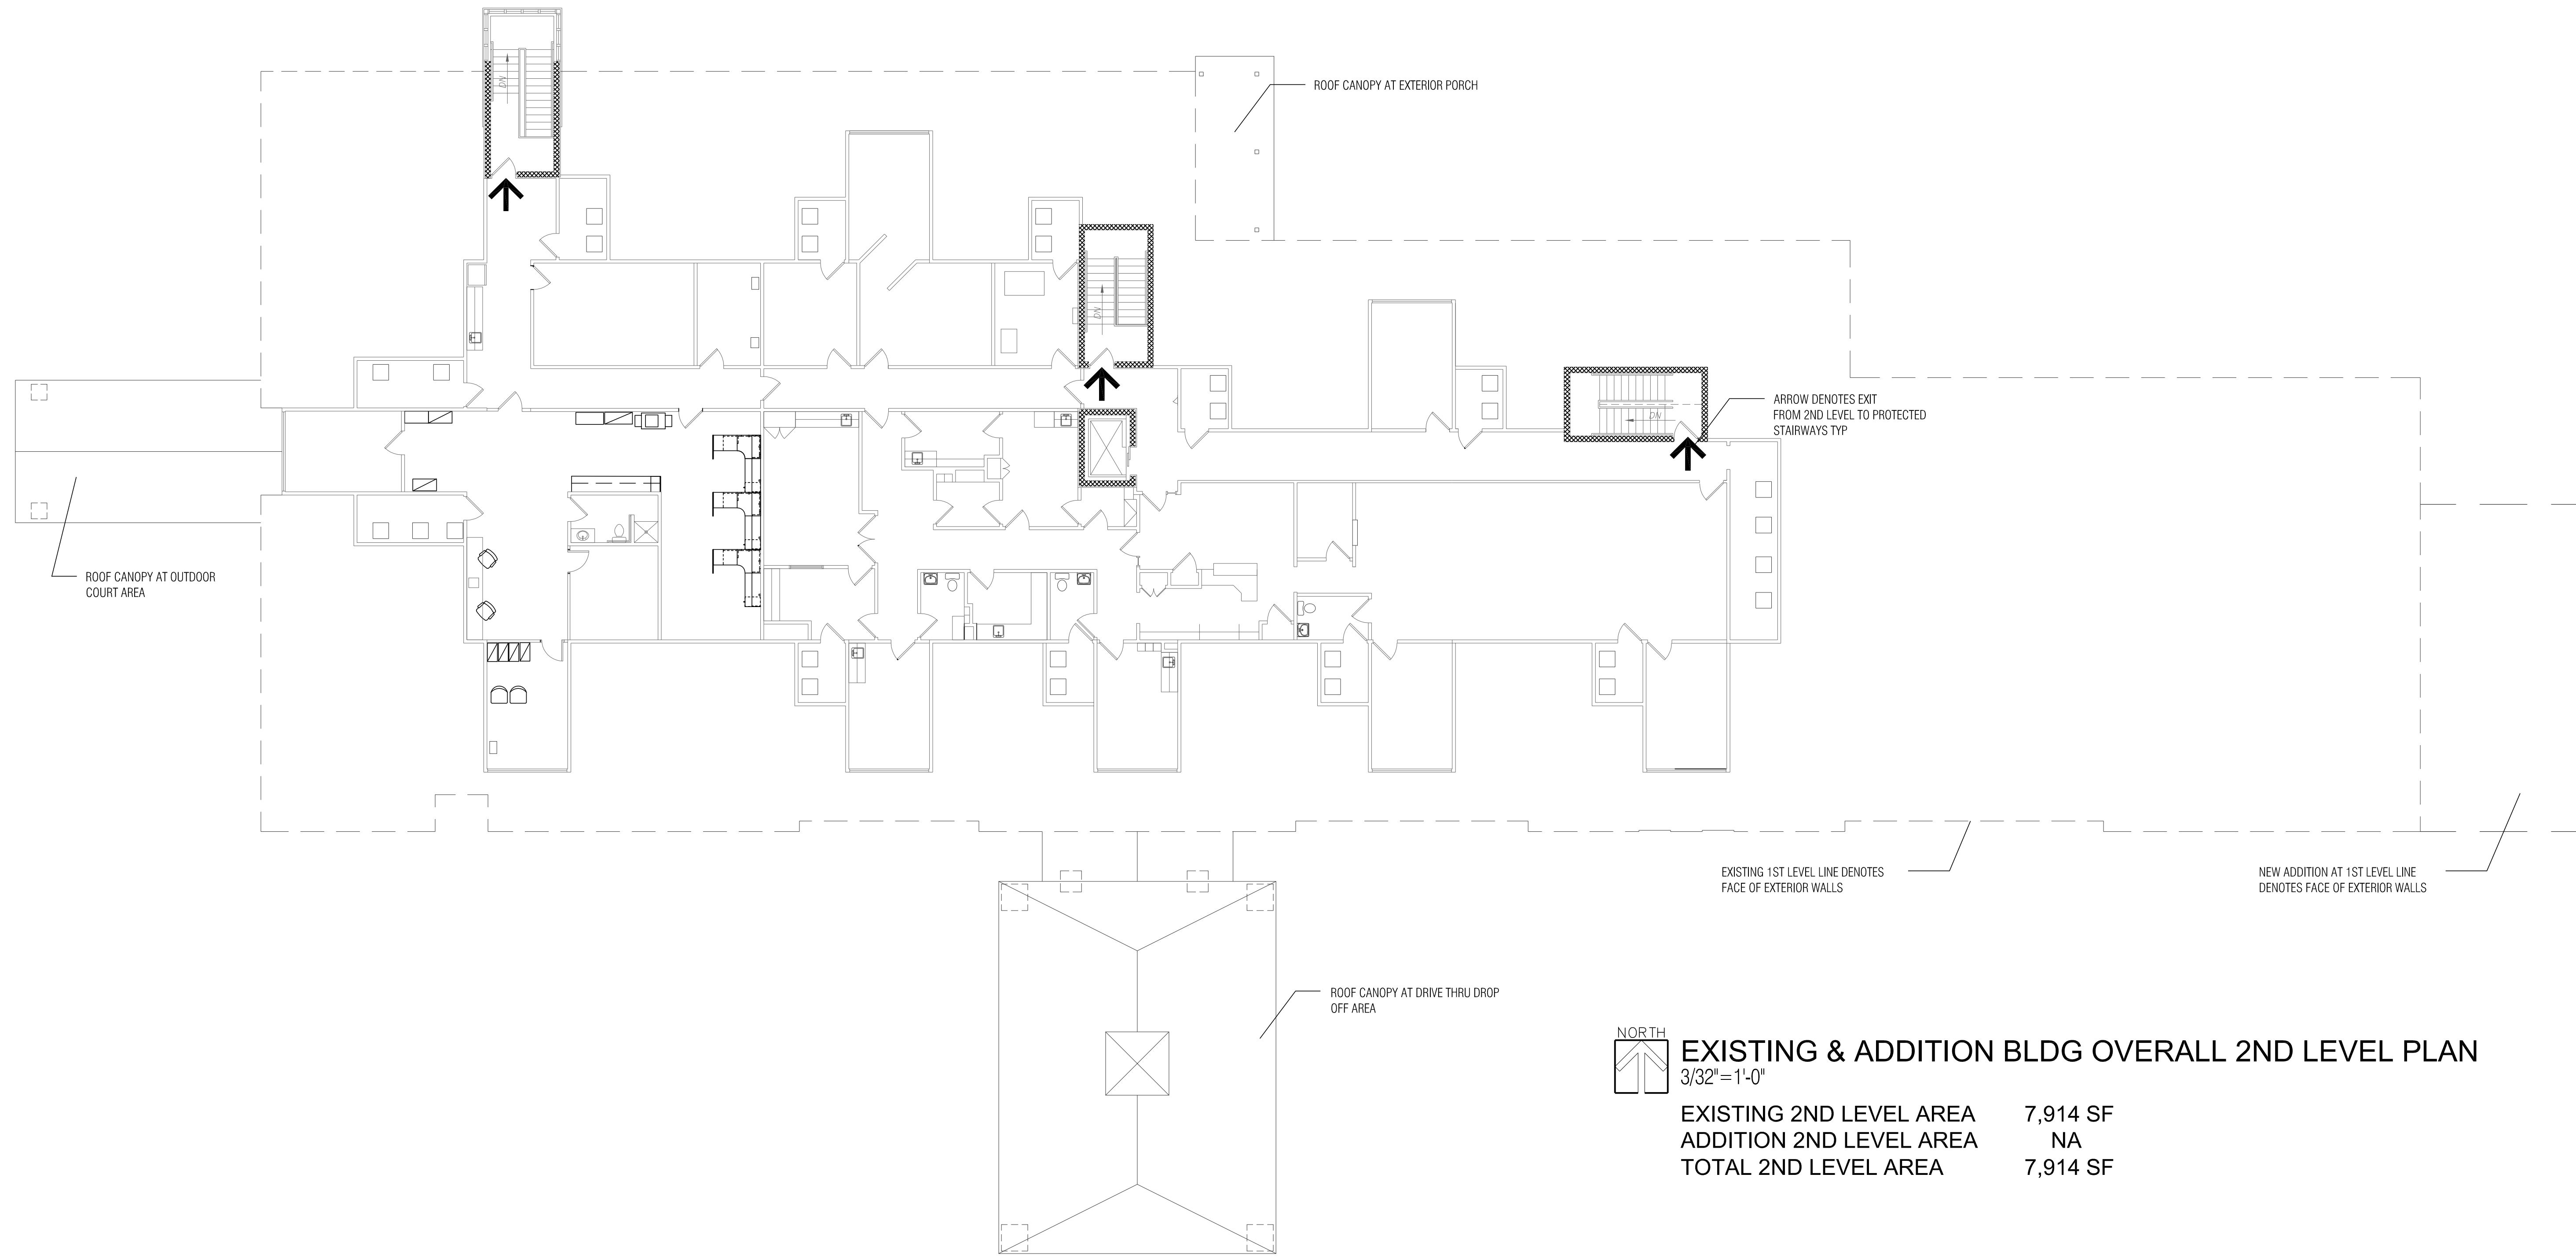 DN
ROOF CANOPY AT EXTERIOR PORCH
DN
ARROW DENOTES EXIT
FROM 2ND LEVEL TO PROTECTED
STAIRWAYS TYP
DN
ROOF CANOPY AT OUTDOOR
COURT AREA
EXISTING 1ST LEVEL LINE DENOTES
FACE OF EXTERIOR WALLS
NEW ADDITION AT 1ST LEVEL LINE
DENOTES FACE OF EXTERIOR WALLS
ROOF CANOPY AT DRIVE THRU DROP
OFF AREA
NORTH
EXISTING & ADDITION BLDG OVERALL 2ND LEVEL PLAN
3/32"=1'-0"
EXISTING 2ND LEVEL AREA 7,914 SF
ADDITION 2ND LEVEL AREA NA
TOTAL 2ND LEVEL AREA 7,914 SF